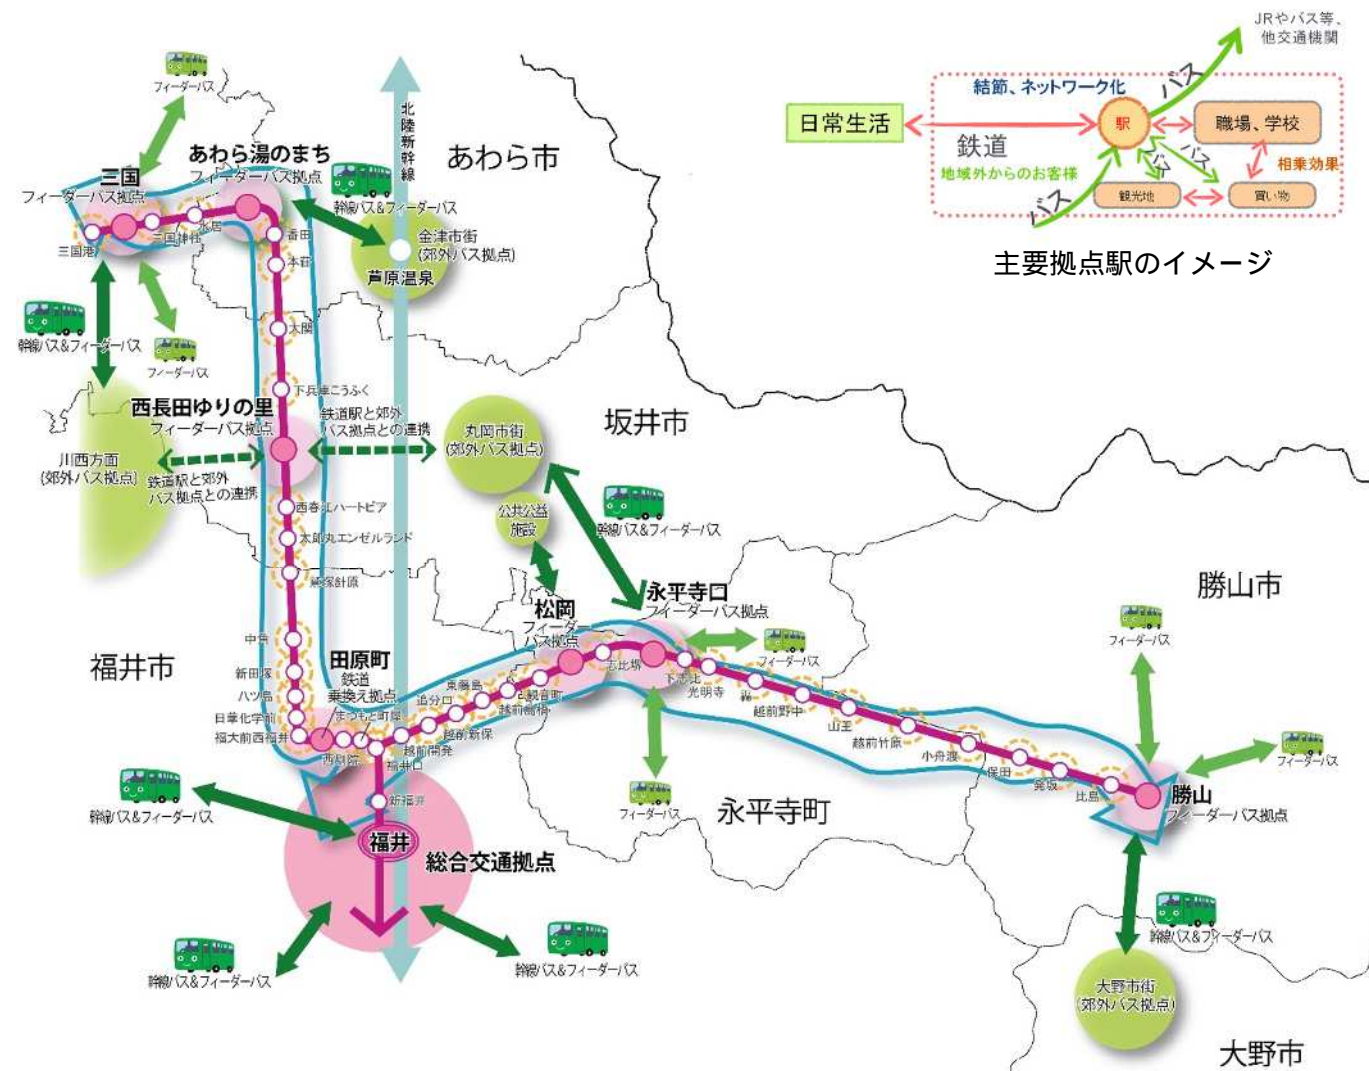 JRやバス等、
他交通機関
バス
結節、ネットワーク化
日常生活
駅
職場、学校
鉄道
地域外からのお客様
バス
バス
相乗効果
観光地
買い物
バス
主要拠点駅のイメージ
フィーダーバス
北陸新幹線
あわら市
あわら湯のまち
フィーダーバス拠点
幹線バス&フィーダーバス
三国
フィーダーバス拠点
三国港
三国神社
水居
番田
本荘
金津市街
(郊外バス拠点)
芦原温泉
大関
幹線バス&フィーダーバス
フィーダーバス
下兵庫こうふく
西長田ゆりの里
フィーダーバス拠点
鉄道駅と郊外
バス拠点との連携
丸岡市街
(郊外バス拠点)
坂井市
川西方面
(郊外バス拠点)
鉄道駅と郊外
バス拠点との連携
西春江ハートピア
太郎丸エンゼルランド
鷲塚針原
公共公益
施設
幹線バス&フィーダーバス
永平寺口
フィーダーバス拠点
松岡
フィーダー
バス拠点
勝山市
フィーダーバス
フィーダーバス
福井市
中角
新田塚
八ツ島
日華化学前
福大前西福井
田原町
鉄道
乗換え拠点
まつもと町屋
西別院
福井口
越前開発
越前新保
追分口
東藤島
越前島橋
観音町
志比堺
下志比
光明寺
轟
越前野中
山王
越前竹原
小舟渡
保田
発坂
比島
勝山
フィーダーバス拠点
フィーダーバス
新福井
福井
総合交通拠点
幹線バス&フィーダーバス
フィーダーバス
永平寺町
幹線バス&フィーダーバス
幹線バス&フィーダーバス
幹線バス&フィーダーバス
大野市街
(郊外バス拠点)
大野市